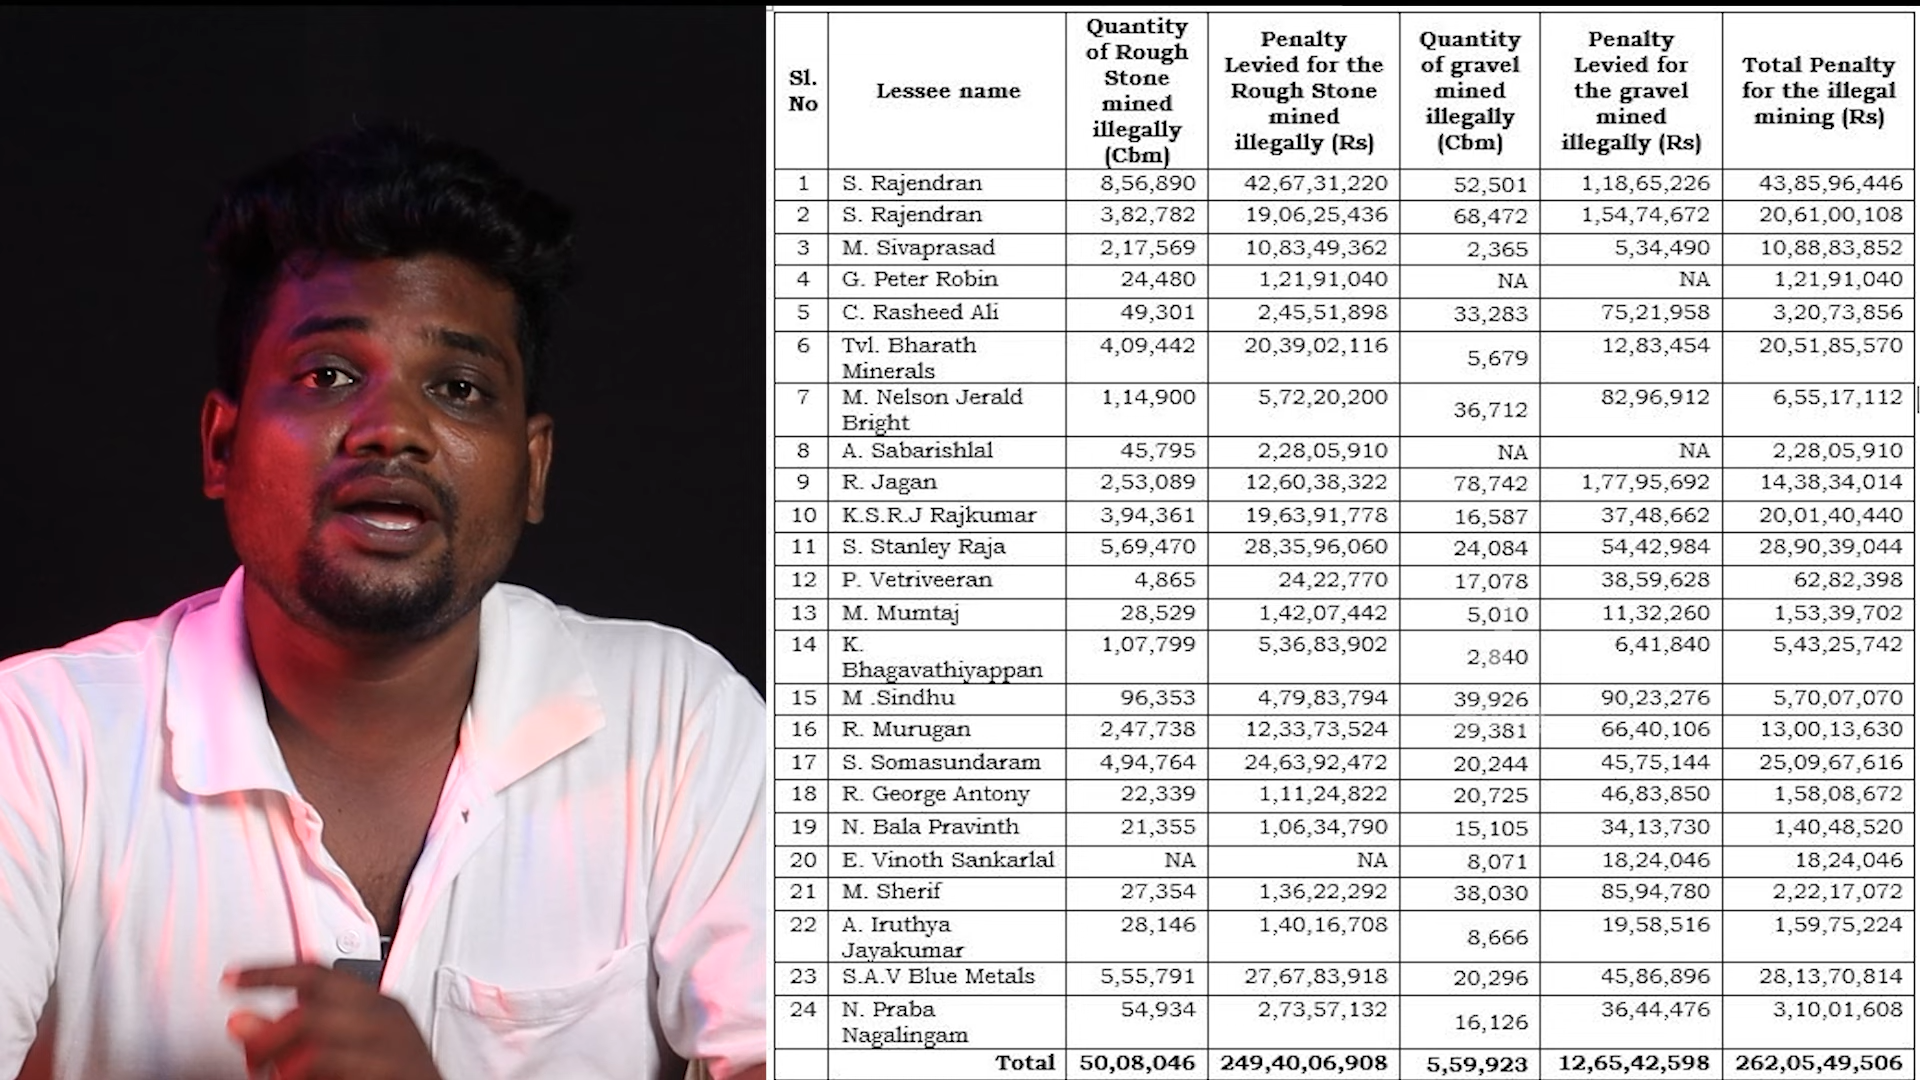 Sl. No | Lessee name | Quantity of Rough Stone mined illegally (Cbm) | Penalty Levied for the Rough Stone mined illegally (Rs) | Quantity of gravel mined illegally (Cbm) | Penalty Levied for the gravel mined illegally (Rs) | Total Penalty for the illegal mining (Rs)
1 | S. Rajendran | 8,56,890 | 42,67,31,220 | 52,501 | 1,18,65,226 | 43,85,96,446
2 | S. Rajendran | 3,82,782 | 19,06,25,436 | 68,472 | 1,54,74,672 | 20,61,00,108
3 | M. Sivaprasad | 2,17,569 | 10,83,49,362 | 2,365 | 5,34,490 | 10,88,83,852
4 | G. Peter Robin | 24,480 | 1,21,91,040 | NA | NA | 1,21,91,040
5 | C. Rasheed Ali | 49,301 | 2,45,51,898 | 33,283 | 75,21,958 | 3,20,73,856
6 | Tvl. Bharath Minerals | 4,09,442 | 20,39,02,116 | 5,679 | 12,83,454 | 20,51,85,570
7 | M. Nelson Jerald Bright | 1,14,900 | 5,72,20,200 | 36,712 | 82,96,912 | 6,55,17,112
8 | A. Sabarishlal | 45,795 | 2,28,05,910 | NA | NA | 2,28,05,910
9 | R. Jagan | 2,53,089 | 12,60,38,322 | 78,742 | 1,77,95,692 | 14,38,34,014
10 | K.S.R.J Rajkumar | 3,94,361 | 19,63,91,778 | 16,587 | 37,48,662 | 20,01,40,440
11 | S. Stanley Raja | 5,69,470 | 28,35,96,060 | 24,084 | 54,42,984 | 28,90,39,044
12 | P. Vetriveeran | 4,865 | 24,22,770 | 17,078 | 38,59,628 | 62,82,398
13 | M. Mumtaj | 28,529 | 1,42,07,442 | 5,010 | 11,32,260 | 1,53,39,702
14 | K. Bhagavathiyappan | 1,07,799 | 5,36,83,902 | 2,840 | 6,41,840 | 5,43,25,742
15 | M .Sindhu | 96,353 | 4,79,83,794 | 39,926 | 90,23,276 | 5,70,07,070
16 | R. Murugan | 2,47,738 | 12,33,73,524 | 29,381 | 66,40,106 | 13,00,13,630
17 | S. Somasundaram | 4,94,764 | 24,63,92,472 | 20,244 | 45,75,144 | 25,09,67,616
18 | R. George Antony | 22,339 | 1,11,24,822 | 20,725 | 46,83,850 | 1,58,08,672
19 | N. Bala Pravinth | 21,355 | 1,06,34,790 | 15,105 | 34,13,730 | 1,40,48,520
20 | E. Vinoth Sankarlal | NA | NA | 8,071 | 18,24,046 | 18,24,046
21 | M. Sherif | 27,354 | 1,36,22,292 | 38,030 | 85,94,780 | 2,22,17,072
22 | A. Iruthya Jayakumar | 28,146 | 1,40,16,708 | 8,666 | 19,58,516 | 1,59,75,224
23 | S.A.V Blue Metals | 5,55,791 | 27,67,83,918 | 20,296 | 45,86,896 | 28,13,70,814
24 | N. Praba Nagalingam | 54,934 | 2,73,57,132 | 16,126 | 36,44,476 | 3,10,01,608
Total | 50,08,046 | 249,40,06,908 | 5,59,923 | 12,65,42,598 | 262,05,49,506